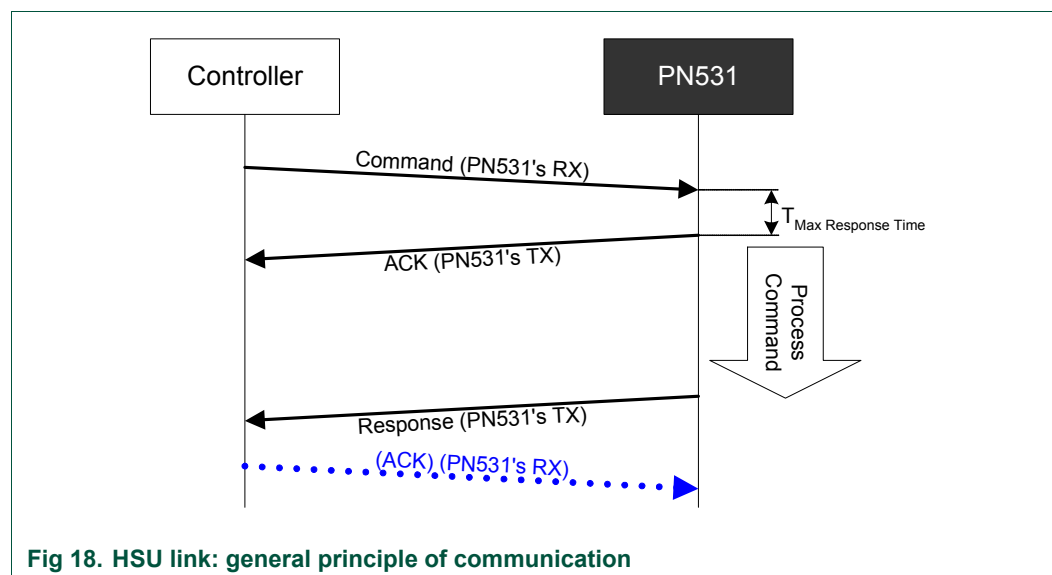 Controller
PN531
Command (PN531's RX)
T Max Response Time
ACK (PN531's TX)
Process
Command
Response (PN531's TX)
(ACK) (PN531's RX)
Fig 18. HSU link: general principle of communication